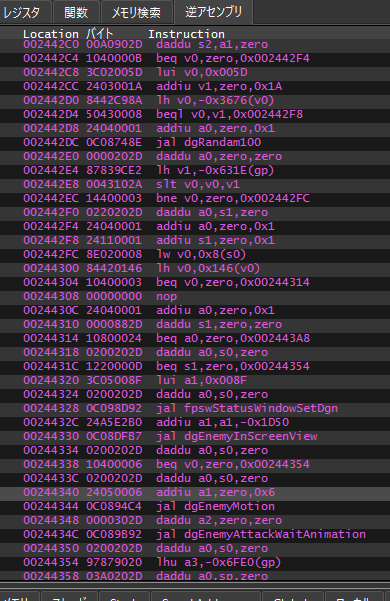 レジスタ 関数 メモリ検索 逆アセンブリ
Location バイト Instruction
002442C0 00A0902D daddu s2,a1,zero
002442C4 1040000B beq v0,zero,0x002442F4
002442C8 3C02005D lui v0,0x005D
002442CC 2403001A addiu v1,zero,0x1A
002442D0 8442C98A lh v0,-0x3676(v0)
002442D4 50430008 beql v0,v1,0x002442F8
002442D8 24040001 addiu a0,zero,0x1
002442DC 0C08748E jal dgRandam100
002442E0 0000202D daddu a0,zero,zero
002442E4 87839CE2 lh v1,-0x631E(gp)
002442E8 0043102A slt v0,v0,v1
002442EC 14400003 bne v0,zero,0x002442FC
002442F0 0220202D daddu a0,s1,zero
002442F4 24040001 addiu a0,zero,0x1
002442F8 24110001 addiu s1,zero,0x1
002442FC 8E020008 lw v0,0x8(s0)
00244300 84420146 lh v0,0x146(v0)
00244304 10400003 beq v0,zero,0x00244314
00244308 00000000 nop
0024430C 24040001 addiu a0,zero,0x1
00244310 0000882D daddu s1,zero,zero
00244314 10800024 beq a0,zero,0x002443A8
00244318 0200202D daddu a0,s0,zero
0024431C 1220000D beq s1,zero,0x00244354
00244320 3C05008F lui a1,0x008F
00244324 0200202D daddu a0,s0,zero
00244328 0C098D92 jal fpswStatusWindowSetDgn
0024432C 24A5E2B0 addiu a1,a1,-0x1D50
00244330 0C08DFB7 jal dgEnemyInScreenView
00244334 0200202D daddu a0,s0,zero
00244338 10400006 beq v0,zero,0x00244354
0024433C 0200202D daddu a0,s0,zero
00244340 24050006 addiu a1,zero,0x6
00244344 0C0894C4 jal dgEnemyMotion
00244348 0000302D daddu a2,zero,zero
0024434C 0C089B92 jal dgEnemyAttackWaitAnimation
00244350 0200202D daddu a0,s0,zero
00244354 97879020 lhu a3,-0x6FE0(gp)
00244358 03A0202D daddu a0,sp,zero